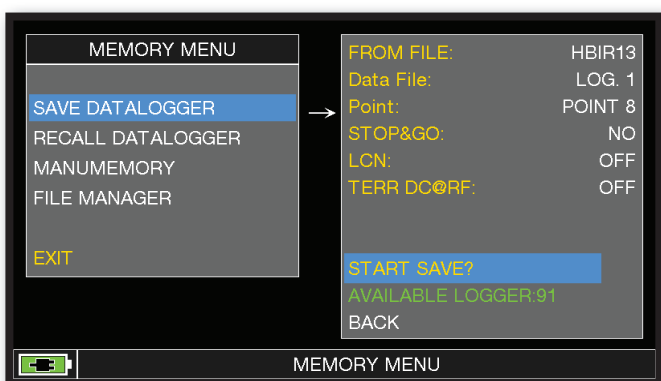 MEMORY MENU
SAVE DATALOGGER
RECALL DATALOGGER
MANUMEMORY
FILE MANAGER
EXIT
→
FROM FILE: HBIR13
Data File: LOG. 1
Point: POINT 8
STOP&GO: NO
LCN: OFF
TERR DC@RF: OFF
START SAVE?
AVAILABLE LOGGER:91
BACK
MEMORY MENU